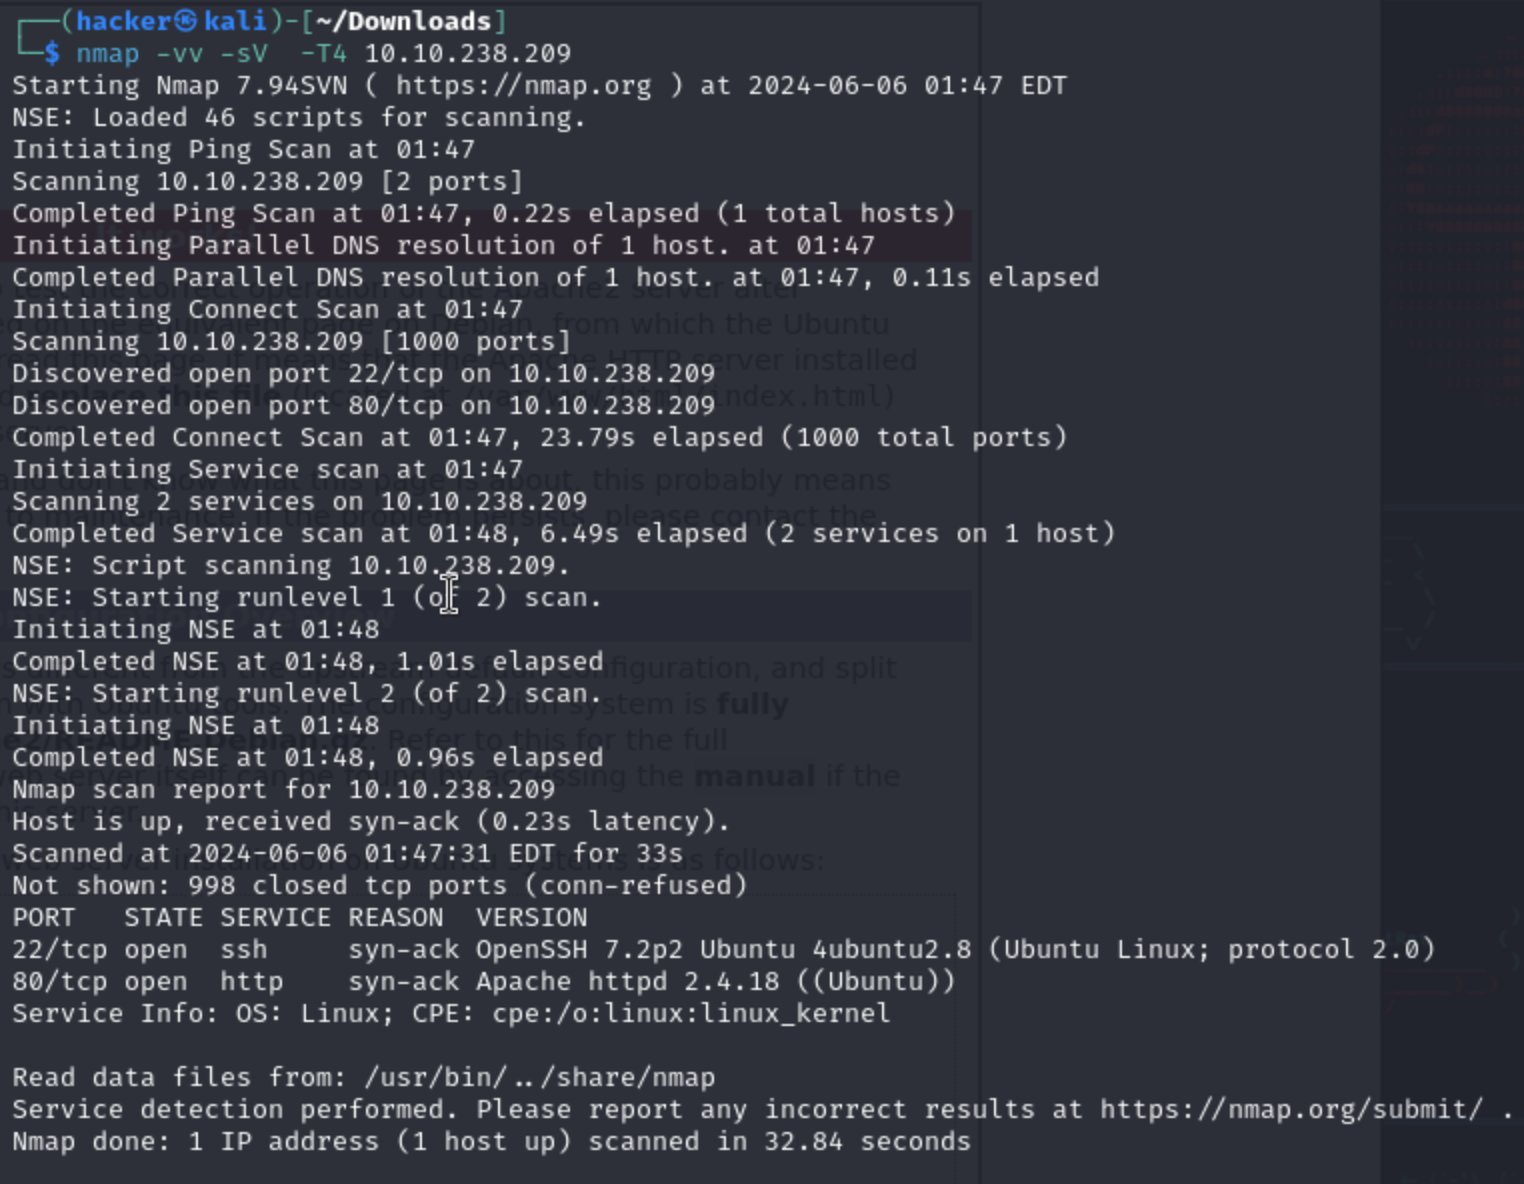 ┌──(hacker㉿kali)-[~/Downloads]
└─$ nmap -vv -sV  -T4 10.10.238.209
Starting Nmap 7.94SVN ( https://nmap.org ) at 2024-06-06 01:47 EDT
NSE: Loaded 46 scripts for scanning.
Initiating Ping Scan at 01:47
Scanning 10.10.238.209 [2 ports]
Completed Ping Scan at 01:47, 0.22s elapsed (1 total hosts)
Initiating Parallel DNS resolution of 1 host. at 01:47
Completed Parallel DNS resolution of 1 host. at 01:47, 0.11s elapsed
Initiating Connect Scan at 01:47
Scanning 10.10.238.209 [1000 ports]
Discovered open port 22/tcp on 10.10.238.209
Discovered open port 80/tcp on 10.10.238.209
Completed Connect Scan at 01:47, 23.79s elapsed (1000 total ports)
Initiating Service scan at 01:47
Scanning 2 services on 10.10.238.209
Completed Service scan at 01:48, 6.49s elapsed (2 services on 1 host)
NSE: Script scanning 10.10.238.209.
NSE: Starting runlevel 1 (of 2) scan.
Initiating NSE at 01:48
Completed NSE at 01:48, 1.01s elapsed
NSE: Starting runlevel 2 (of 2) scan.
Initiating NSE at 01:48
Completed NSE at 01:48, 0.96s elapsed
Nmap scan report for 10.10.238.209
Host is up, received syn-ack (0.23s latency).
Scanned at 2024-06-06 01:47:31 EDT for 33s
Not shown: 998 closed tcp ports (conn-refused)
PORT   STATE SERVICE REASON  VERSION
22/tcp open  ssh     syn-ack OpenSSH 7.2p2 Ubuntu 4ubuntu2.8 (Ubuntu Linux; protocol 2.0)
80/tcp open  http    syn-ack Apache httpd 2.4.18 ((Ubuntu))
Service Info: OS: Linux; CPE: cpe:/o:linux:linux_kernel
Read data files from: /usr/bin/../share/nmap
Service detection performed. Please report any incorrect results at https://nmap.org/submit/ .
Nmap done: 1 IP address (1 host up) scanned in 32.84 seconds